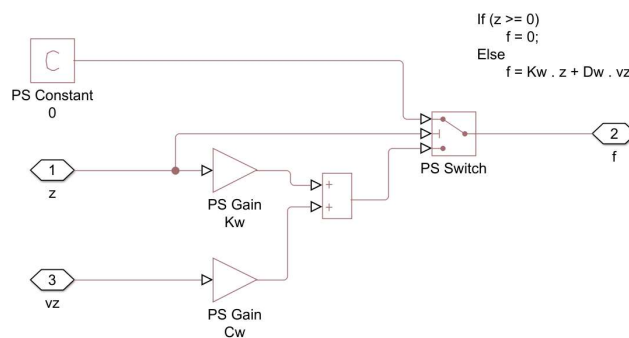 If (z >= 0)
f = 0;
Else
f = Kw . z + Dw . vz
C
PS Constant
0
2
f
PS Switch
1
z
+
+
PS Gain
Kw
3
vz
PS Gain
Cw